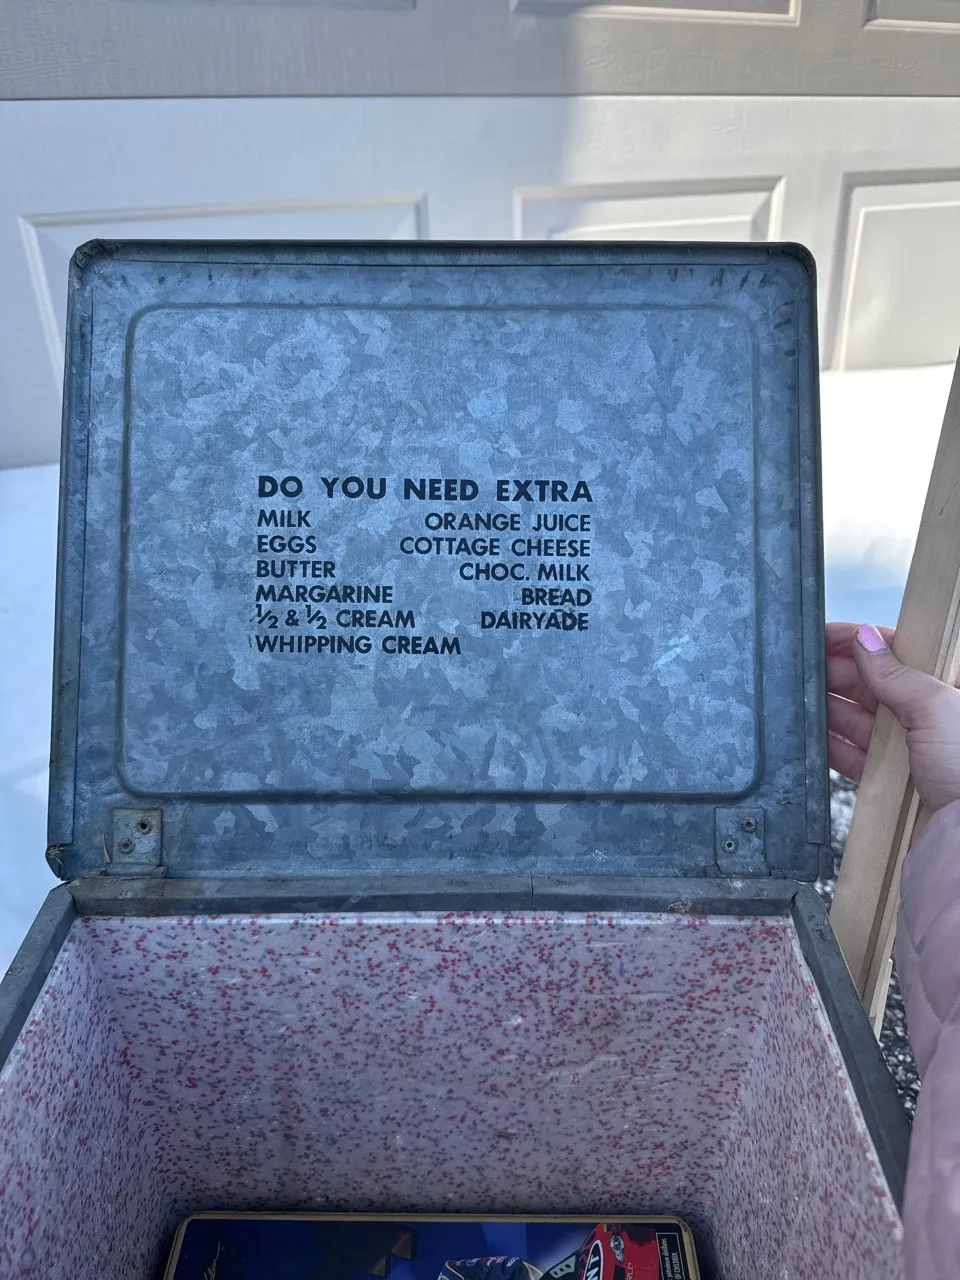 DO YOU NEED EXTRA
MILK ORANGE JUICE
EGGS COTTAGE CHEESE
BUTTER CHOC. MILK
MARGARINE BREAD
½ & ½ CREAM DAIRYADE
WHIPPING CREAM